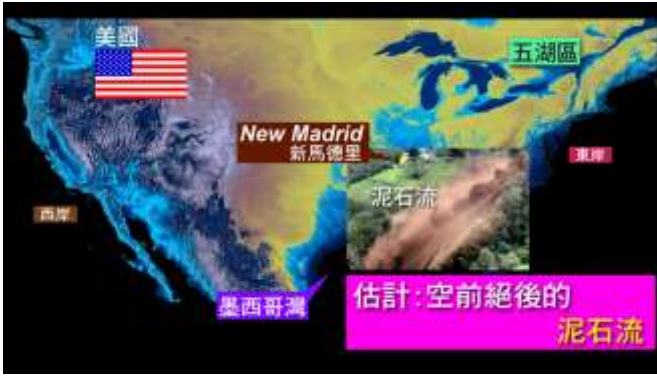 美國
五湖區
New Madrid
新馬德里
東岸
泥石流
西岸
墨西哥灣
估計:空前絕後的
泥石流